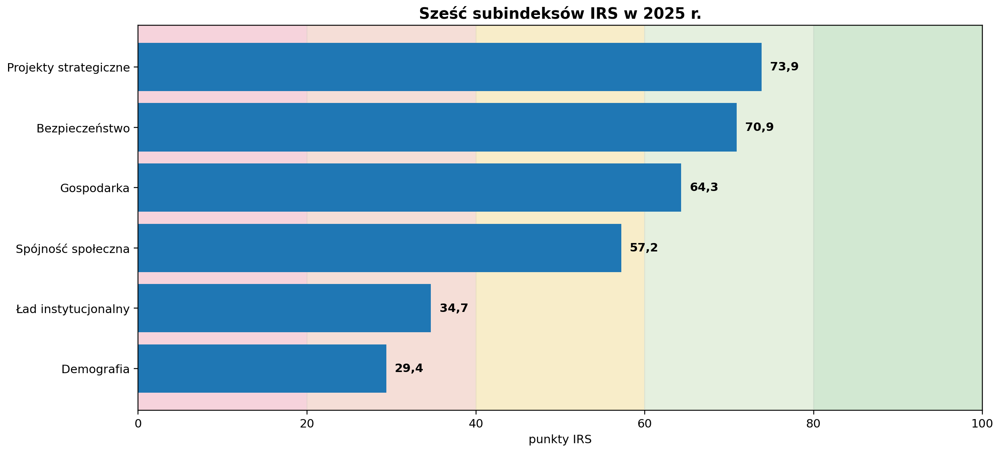 Sześć subindeksów IRS w 2025 r.
Projekty strategiczne 73,9
Bezpieczeństwo 70,9
Gospodarka 64,3
Spójność społeczna 57,2
Ład instytucjonalny 34,7
Demografia 29,4
0 20 40 60 80 100
punkty IRS